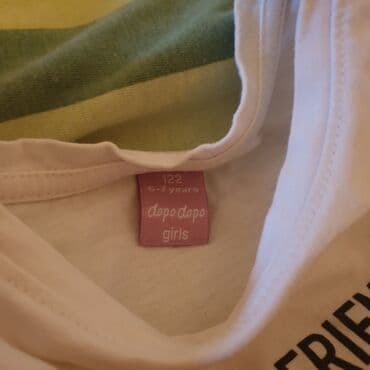 122
6-7 years
dopo dopo
girls
FRIEN